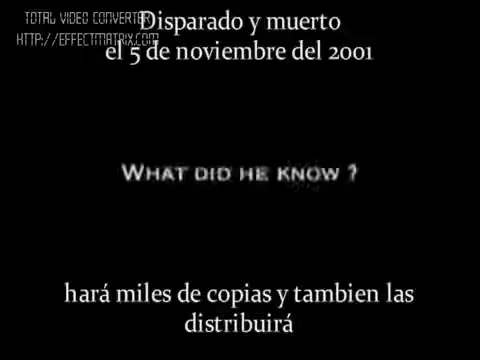 TOTAL VIDEO CONVERTER
HTTP://EFFECTMATRIX.COM
Disparado y muerto
el 5 de noviembre del 2001
WHAT DID HE KNOW ?
hará miles de copias y tambien las
distribuirá